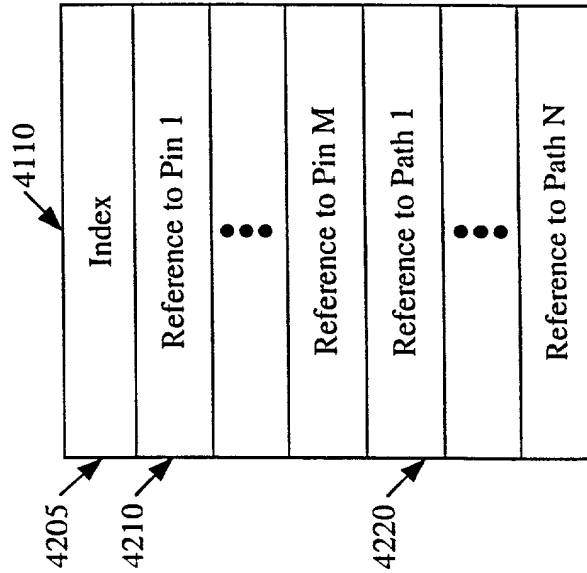 4110
4205
Index
4210
Reference to Pin 1
Reference to Pin M
4220
Reference to Path 1
Reference to Path N